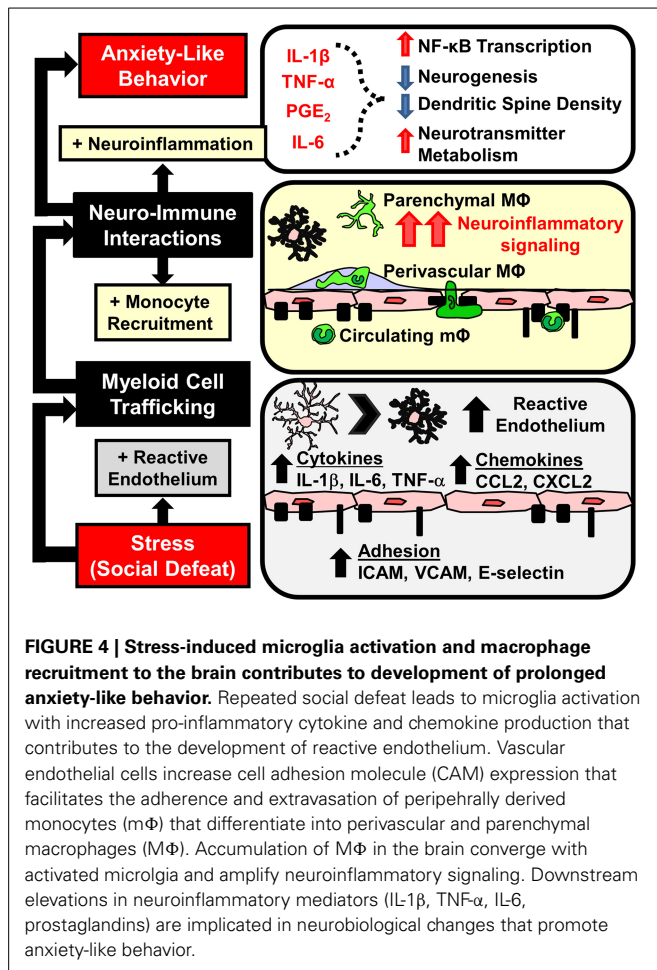 Anxiety-Like
Behavior
+ Neuroinflammation
Neuro-Immune
Interactions
+ Monocyte
Recruitment
Myeloid Cell
Trafficking
+ Reactive
Endothelium
Stress
(Social Defeat)
IL-1β
TNF-α
PGE₂
IL-6
NF-κB Transcription
Neurogenesis
Dendritic Spine Density
Neurotransmitter
Metabolism
Parenchymal MΦ
Neuroinflammatory
signaling
Perivascular MΦ
Circulating mΦ
Reactive
Endothelium
Cytokines
IL-1β, IL-6, TNF-α
Chemokines
CCL2, CXCL2
Adhesion
ICAM, VCAM, E-selectin
FIGURE 4 | Stress-induced microglia activation and macrophage
recruitment to the brain contributes to development of prolonged
anxiety-like behavior. Repeated social defeat leads to microglia activation
with increased pro-inflammatory cytokine and chemokine production that
contributes to the development of reactive endothelium. Vascular
endothelial cells increase cell adhesion molecule (CAM) expression that
facilitates the adherence and extravasation of peripehrally derived
monocytes (mΦ) that differentiate into perivascular and parenchymal
macrophages (MΦ). Accumulation of MΦ in the brain converge with
activated microlgia and amplify neuroinflammatory signaling. Downstream
elevations in neuroinflammatory mediators (IL-1β, TNF-α, IL-6,
prostaglandins) are implicated in neurobiological changes that promote
anxiety-like behavior.